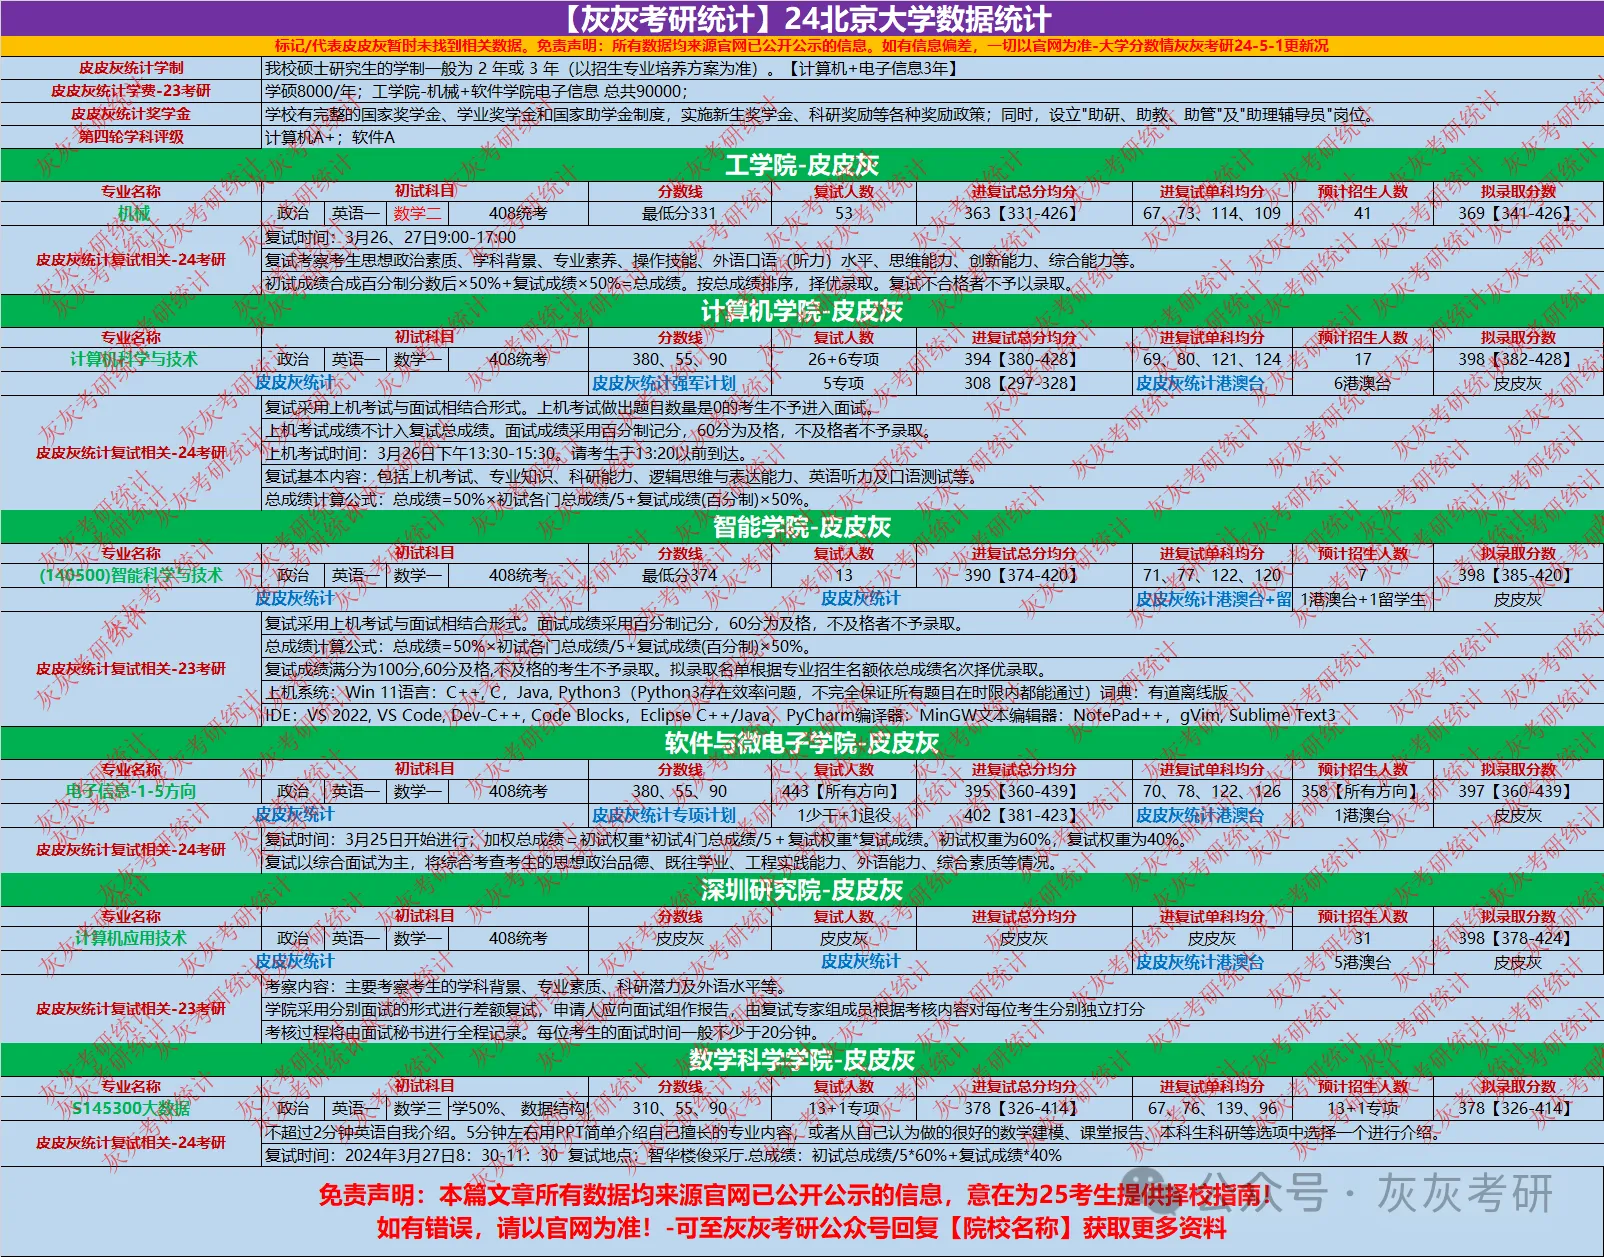 【灰灰考研统计】24北京大学数据统计
标记/代表皮皮灰暂时未找到相关数据。免责声明：所有数据均来源官网已公开公示的信息。如有信息偏差，一切以官网为准-大学分数情灰灰考研24-5-1更新况
皮皮灰统计学制 我校硕士研究生的学制一般为 2 年或 3 年（以招生专业培养方案为准）。【计算机+电子信息3年】
皮皮灰统计学费-23考研 学硕8000/年；工学院-机械+软件学院电子信息 总共90000；
皮皮灰统计奖学金 学校有完整的国家奖学金、学业奖学金和国家助学金制度，实施新生奖学金、科研奖励等各种奖励政策；同时，设立"助研、助教、助管"及"助理辅导员"岗位。
第四轮学科评级 计算机A+；软件A
工学院-皮皮灰
专业名称 初试科目 分数线 复试人数 进复试总分均分 进复试单科均分 预计招生人数 拟录取分数
机械 政治 英语一 数学二 408统考 最低分331 53 363【331-426】 67、73、114、109 41 369【341-426】
皮皮灰统计复试相关-24考研
复试时间：3月26、27日9:00-17:00
复试考察考生思想政治素质、学科背景、专业素养、操作技能、外语口语（听力）水平、思维能力、创新能力、综合能力等。
初试成绩合成百分制分数后×50%+复试成绩×50%=总成绩。按总成绩排序，择优录取。复试不合格者不予以录取。
计算机学院-皮皮灰
专业名称 初试科目 分数线 复试人数 进复试总分均分 进复试单科均分 预计招生人数 拟录取分数
计算机科学与技术 政治 英语一 数学一 408统考 380、55、90 26+6专项 394【380-428】 69、80、121、124 17 398【382-428】
皮皮灰统计 皮皮灰统计强军计划 5专项 308【297-328】 皮皮灰统计港澳台 6港澳台 皮皮灰
皮皮灰统计复试相关-24考研
复试采用上机考试与面试相结合形式。上机考试做出题目数量是0的考生不予进入面试。
上机考试成绩不计入复试总成绩。面试成绩采用百分制记分，60分为及格，不及格者不予录取。
上机考试时间：3月26日下午13:30-15:30。请考生于13:20以前到达。
复试基本内容：包括上机考试、专业知识、科研能力、逻辑思维与表达能力、英语听力及口语测试等。
总成绩计算公式：总成绩=50%×初试各门总成绩/5+复试成绩(百分制)×50%。
智能学院-皮皮灰
专业名称 初试科目 分数线 复试人数 进复试总分均分 进复试单科均分 预计招生人数 拟录取分数
(140500)智能科学与技术 政治 英语一 数学一 408统考 最低分374 13 390【374-420】 71、77、122、120 7 398【385-420】
皮皮灰统计 皮皮灰统计 皮皮灰统计港澳台+留 1港澳台+1留学生 皮皮灰
皮皮灰统计复试相关-23考研
复试采用上机考试与面试相结合形式。面试成绩采用百分制记分，60分为及格，不及格者不予录取。
总成绩计算公式：总成绩=50%×初试各门总成绩/5+复试成绩(百分制)×50%。
复试成绩满分为100分,60分及格,不及格的考生不予录取。拟录取名单根据专业招生名额依总成绩名次择优录取。
上机系统：Win 11语言：C++, C，Java, Python3（Python3存在效率问题，不完全保证所有题目在时限内都能通过）词典：有道离线版
IDE：VS 2022, VS Code, Dev-C++, Code Blocks，Eclipse C++/Java，PyCharm编译器：MinGW文本编辑器：NotePad++，gVim, Sublime Text3
软件与微电子学院-皮皮灰
专业名称 初试科目 分数线 复试人数 进复试总分均分 进复试单科均分 预计招生人数 拟录取分数
电子信息-1-5方向 政治 英语一 数学一 408统考 380、55、90 443【所有方向】 395【360-439】 70、78、122、126 358【所有方向】 397【360-439】
皮皮灰统计 皮皮灰统计专项计划 1少干+1退役 402【381-423】 皮皮灰统计港澳台 1港澳台 皮皮灰
皮皮灰统计复试相关-24考研
复试时间：3月25日开始进行；加权总成绩＝初试权重*初试4门总成绩/5＋复试权重*复试成绩。初试权重为60%，复试权重为40%。
复试以综合面试为主，将综合考查考生的思想政治品德、既往学业、工程实践能力、外语能力、综合素质等情况。
深圳研究院-皮皮灰
专业名称 初试科目 分数线 复试人数 进复试总分均分 进复试单科均分 预计招生人数 拟录取分数
计算机应用技术 政治 英语一 数学一 408统考 皮皮灰 皮皮灰 皮皮灰 皮皮灰 31 398【378-424】
皮皮灰统计 皮皮灰统计 皮皮灰统计港澳台 5港澳台 皮皮灰
皮皮灰统计复试相关-23考研
考察内容：主要考察考生的学科背景、专业素质、科研潜力及外语水平等。
学院采用分别面试的形式进行差额复试，申请人应向面试组作报告，由复试专家组成员根据考核内容对每位考生分别独立打分
考核过程将由面试秘书进行全程记录。每位考生的面试时间一般不少于20分钟。
数学科学学院-皮皮灰
专业名称 初试科目 分数线 复试人数 进复试总分均分 进复试单科均分 预计招生人数 拟录取分数
S145300大数据 政治 英语一 数学三 学50%、 数据结构 310、55、90 13+1专项 378【326-414】 67、76、139、96 13+1专项 378【326-414】
皮皮灰统计复试相关-24考研
不超过2分钟英语自我介绍。5分钟左右用PPT简单介绍自己擅长的专业内容；或者从自己认为做的很好的数学建模、课堂报告、本科生科研等选项中选择一个进行介绍。
复试时间：2024年3月27日8：30-11：30 复试地点：智华楼俊采厅.总成绩：初试总成绩/5*60%+复试成绩*40%
免责声明：本篇文章所有数据均来源官网已公开公示的信息，意在为25考生提供择校指南！
如有错误，请以官网为准！-可至灰灰考研公众号回复【院校名称】获取更多资料
公众号 · 灰灰考研